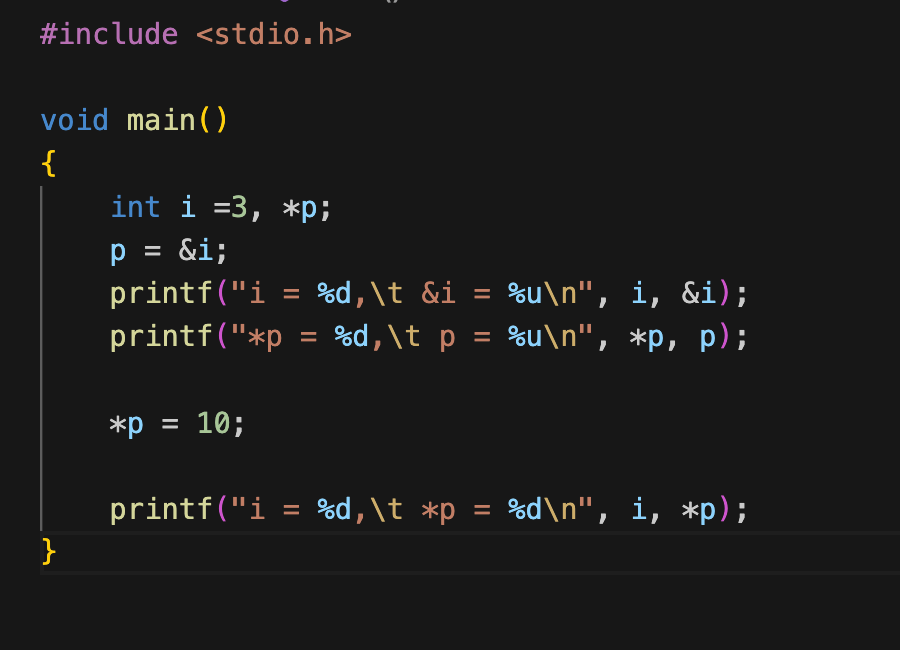 #include <stdio.h>
void main()
{
int i =3, *p;
p = &i;
printf("i = %d,\t &i = %u\n", i, &i);
printf("*p = %d,\t p = %u\n", *p, p);
*p = 10;
printf("i = %d,\t *p = %d\n", i, *p);
}